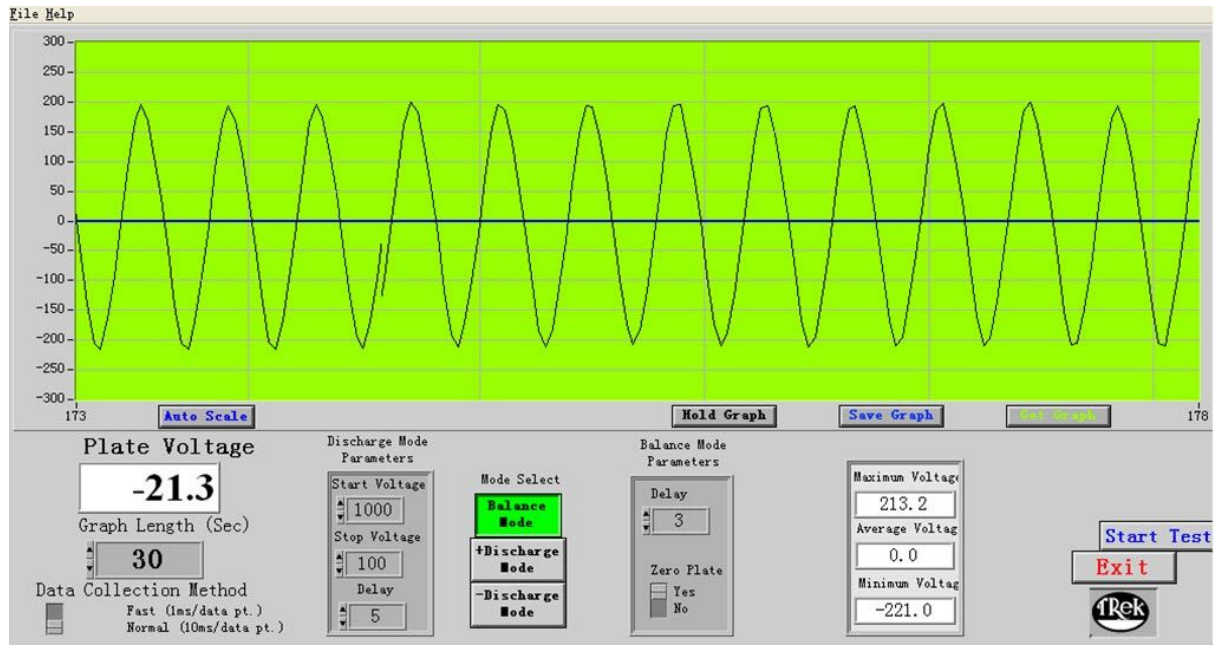 File Help
300
250
200
150
100
50
0
-50
-100
-150
-200
-250
-300
173
178
Auto Scale
Hold Graph
Save Graph
Get Graph
Plate Voltage
-21.3
Graph Length (Sec)
30
Data Collection Method
Fast (1ms/data pt.)
Normal (10ms/data pt.)
Discharge Mode
Parameters
Start Voltage
1000
Stop Voltage
100
Delay
5
Mode Select
Balance
Mode
+Discharge
Mode
-Discharge
Mode
Balance Mode
Parameters
Delay
3
Zero Plate
Yes
No
Maximum Voltage
213.2
Average Voltag
0.0
Minimum Voltag
-221.0
Start Test
Exit
TRek